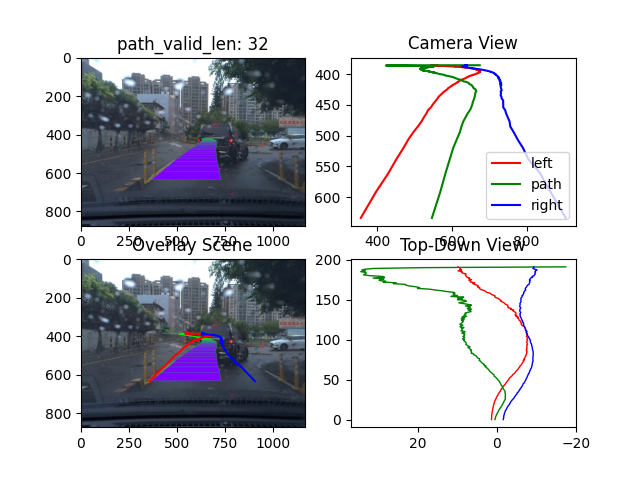 path_valid_len: 32
0
200
400
600
800
0 250 500 750 1000
Camera View
400
450
500
550
600
400 600 800
left
path
right
Overlay Scene
0
200
400
600
800
0 250 500 750 1000
Top-Down View
200
150
100
50
0
20 0 −20